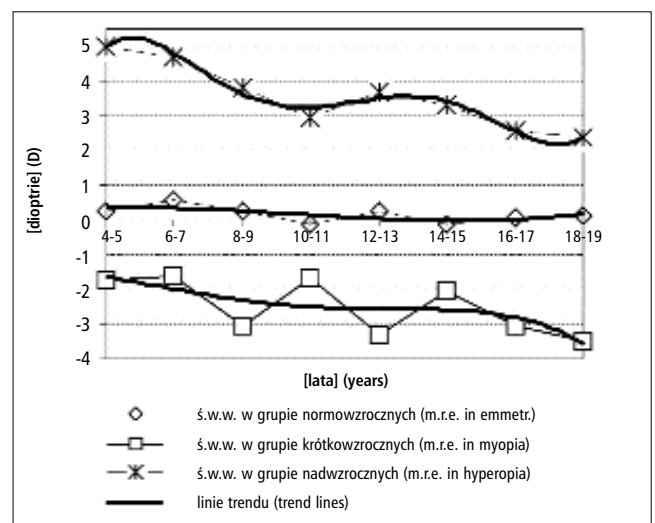 [dioptrie] (D)
5
4
3
2
1
0
-1
-2
-3
-4
4-5 6-7 8-9 10-11 12-13 14-15 16-17 18-19
[lata] (years)
ś.w.w. w grupie normowzrocznych (m.r.e. in emmetr.)
ś.w.w. w grupie krótkowzrocznych (m.r.e. in myopia)
ś.w.w. w grupie nadwzrocznych (m.r.e. in hyperopia)
linie trendu (trend lines)